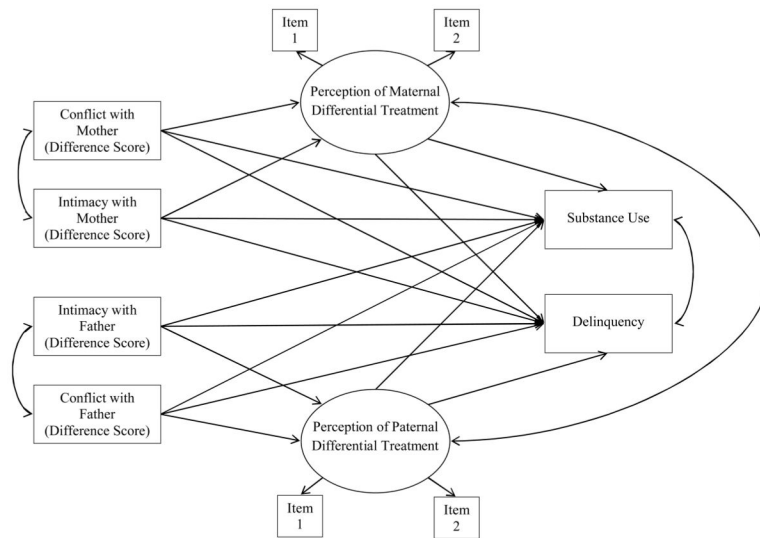 Item
1
Item
2
Perception of Maternal
Differential Treatment
Conflict with
Mother
(Difference Score)
Intimacy with
Mother
(Difference Score)
Substance Use
Intimacy with
Father
(Difference Score)
Delinquency
Conflict with
Father
(Difference Score)
Perception of Paternal
Differential Treatment
Item
1
Item
2